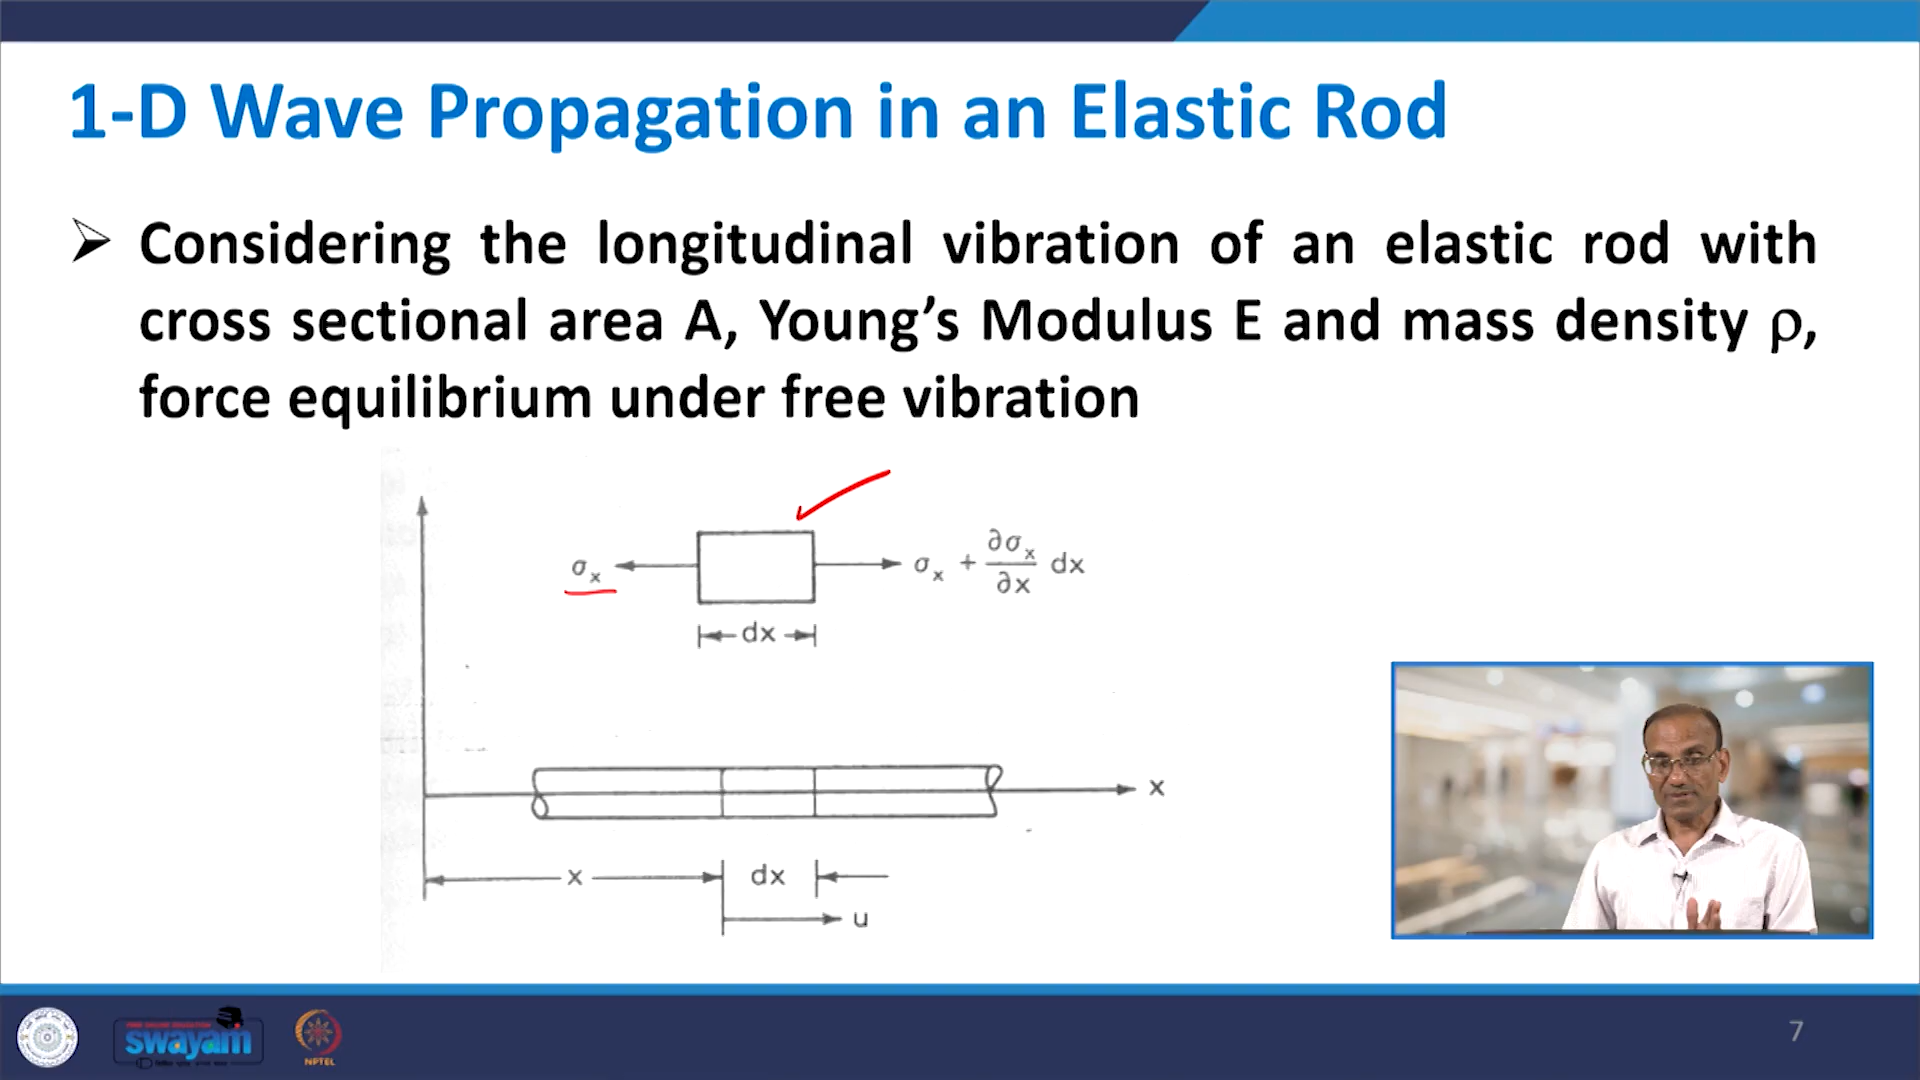 1-D Wave Propagation in an Elastic Rod
➢ Considering the longitudinal vibration of an elastic rod with
cross sectional area A, Young’s Modulus E and mass density ρ,
force equilibrium under free vibration
σx
σx + ∂σx/∂x dx
dx
x
x
dx
u
swayam
NPTEL
7